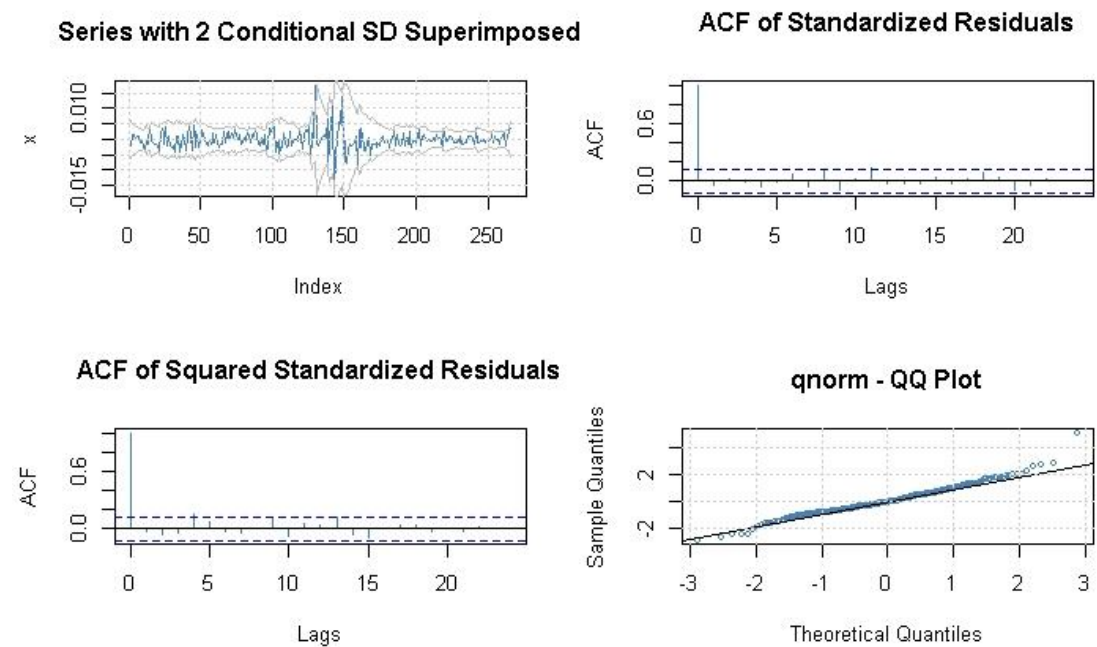 Series with 2 Conditional SD Superimposed
x
0.010
-0.015
0 50 100 150 200 250
Index
ACF of Standardized Residuals
ACF
0.6
0.0
0 5 10 15 20
Lags
ACF of Squared Standardized Residuals
ACF
0.6
0.0
0 5 10 15 20
Lags
qnorm - QQ Plot
Sample Quantiles
2
-2
-3 -2 -1 0 1 2 3
Theoretical Quantiles